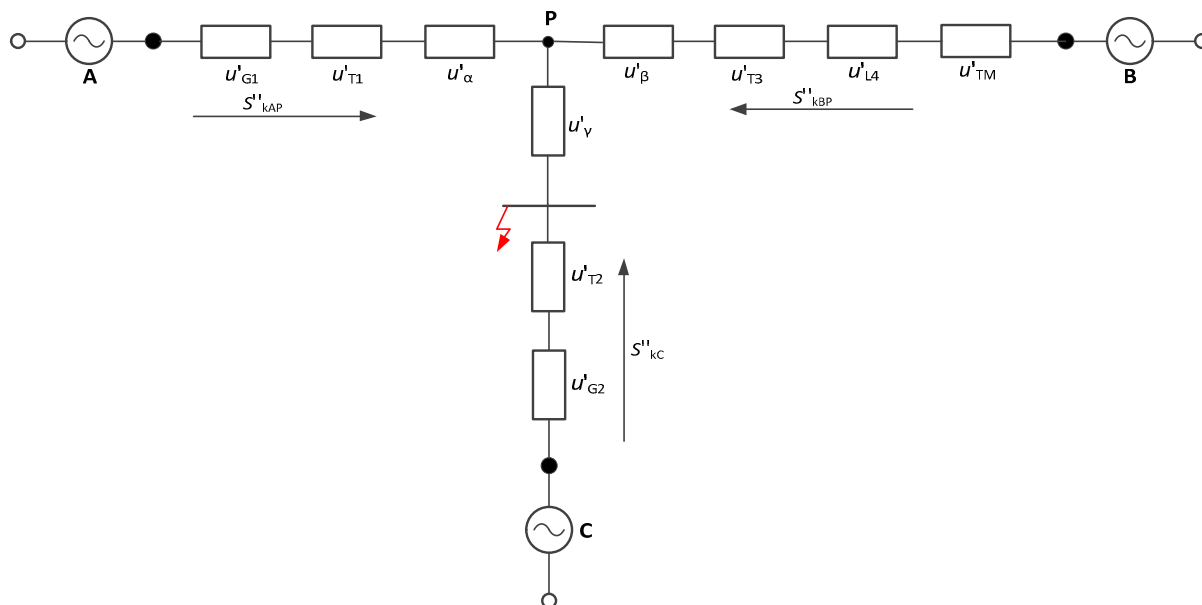 P
A
B
u'G1
u'T1
u'α
u'β
u'T3
u'L4
u'TM
S''kAP
S''kBP
u'γ
u'T2
S''kC
u'G2
C